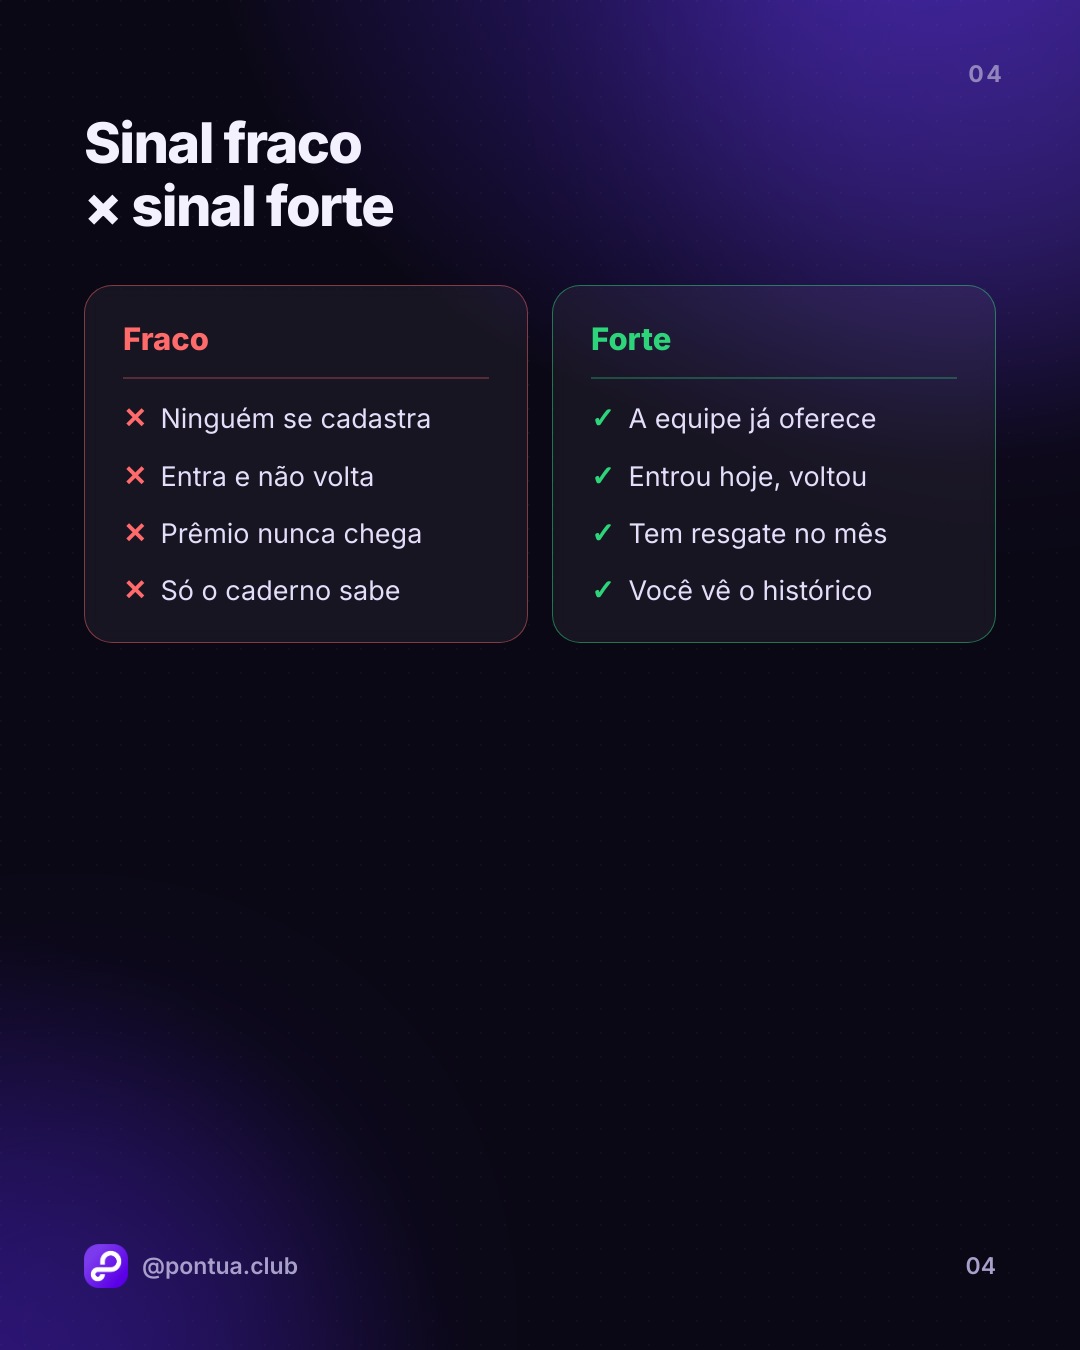 04
Sinal fraco
× sinal forte
Fraco
✕ Ninguém se cadastra
✕ Entra e não volta
✕ Prêmio nunca chega
✕ Só o caderno sabe
Forte
✓ A equipe já oferece
✓ Entrou hoje, voltou
✓ Tem resgate no mês
✓ Você vê o histórico
@pontua.club
04